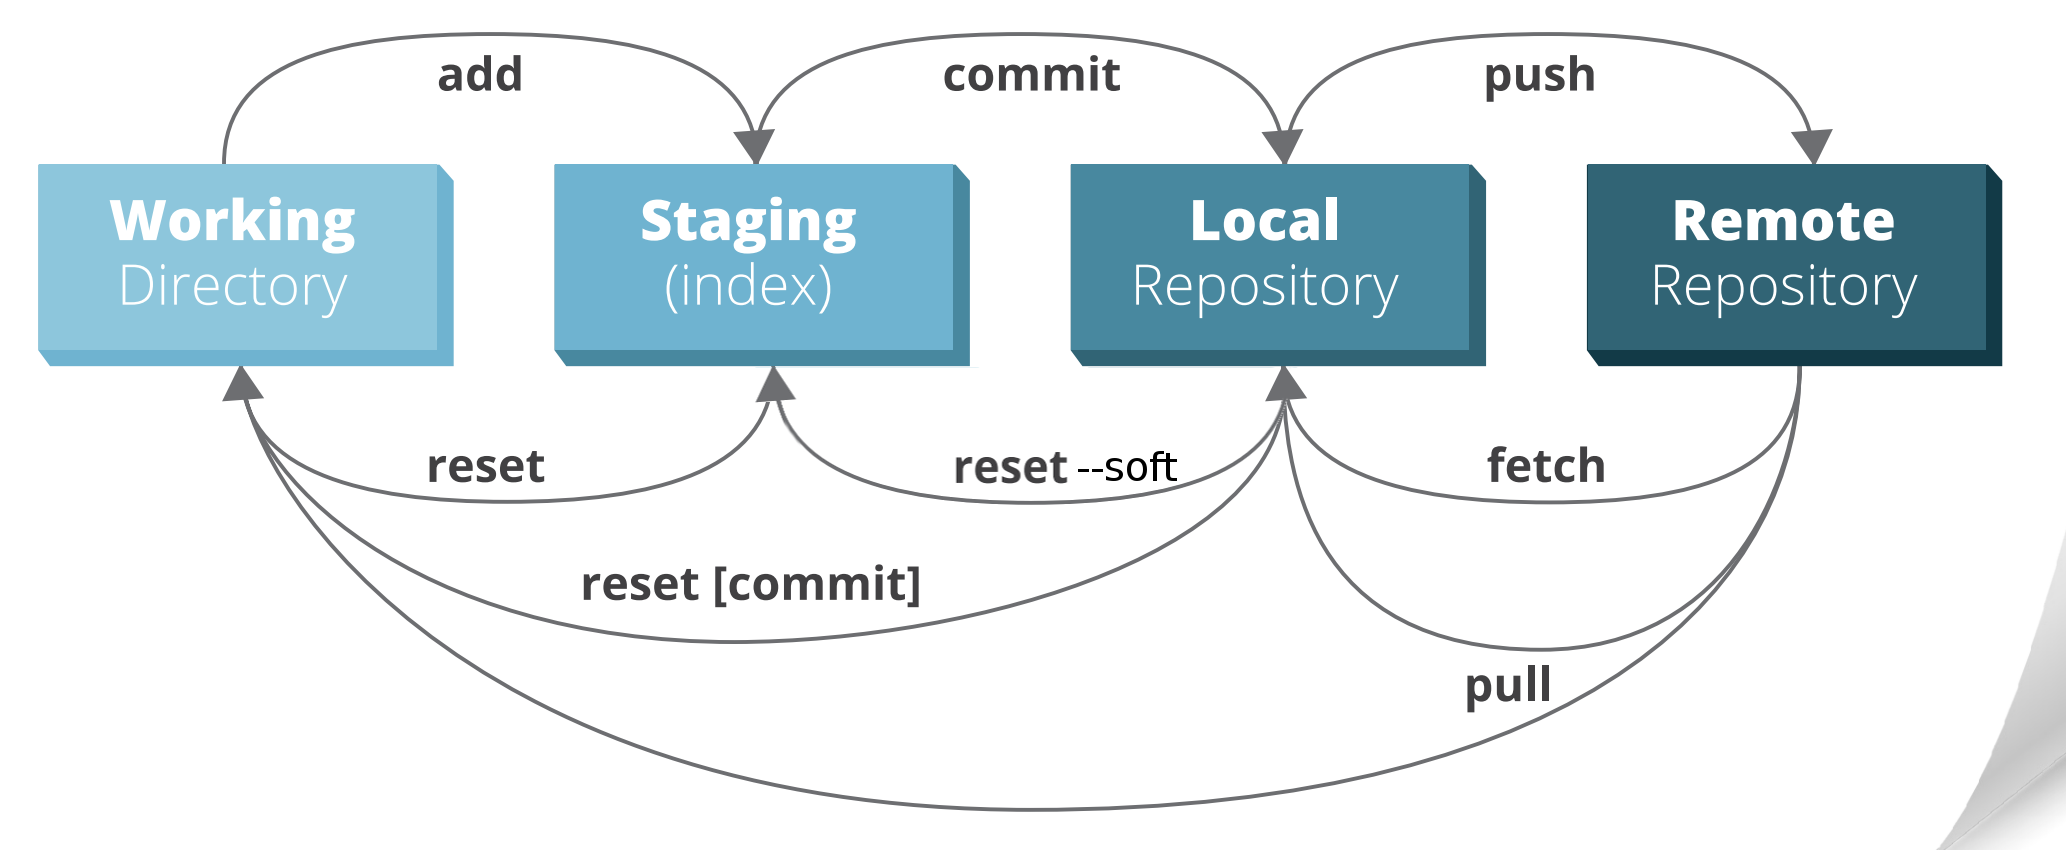 add
commit
push
Working
Directory
Staging
(index)
Local
Repository
Remote
Repository
reset
reset --soft
fetch
reset [commit]
pull